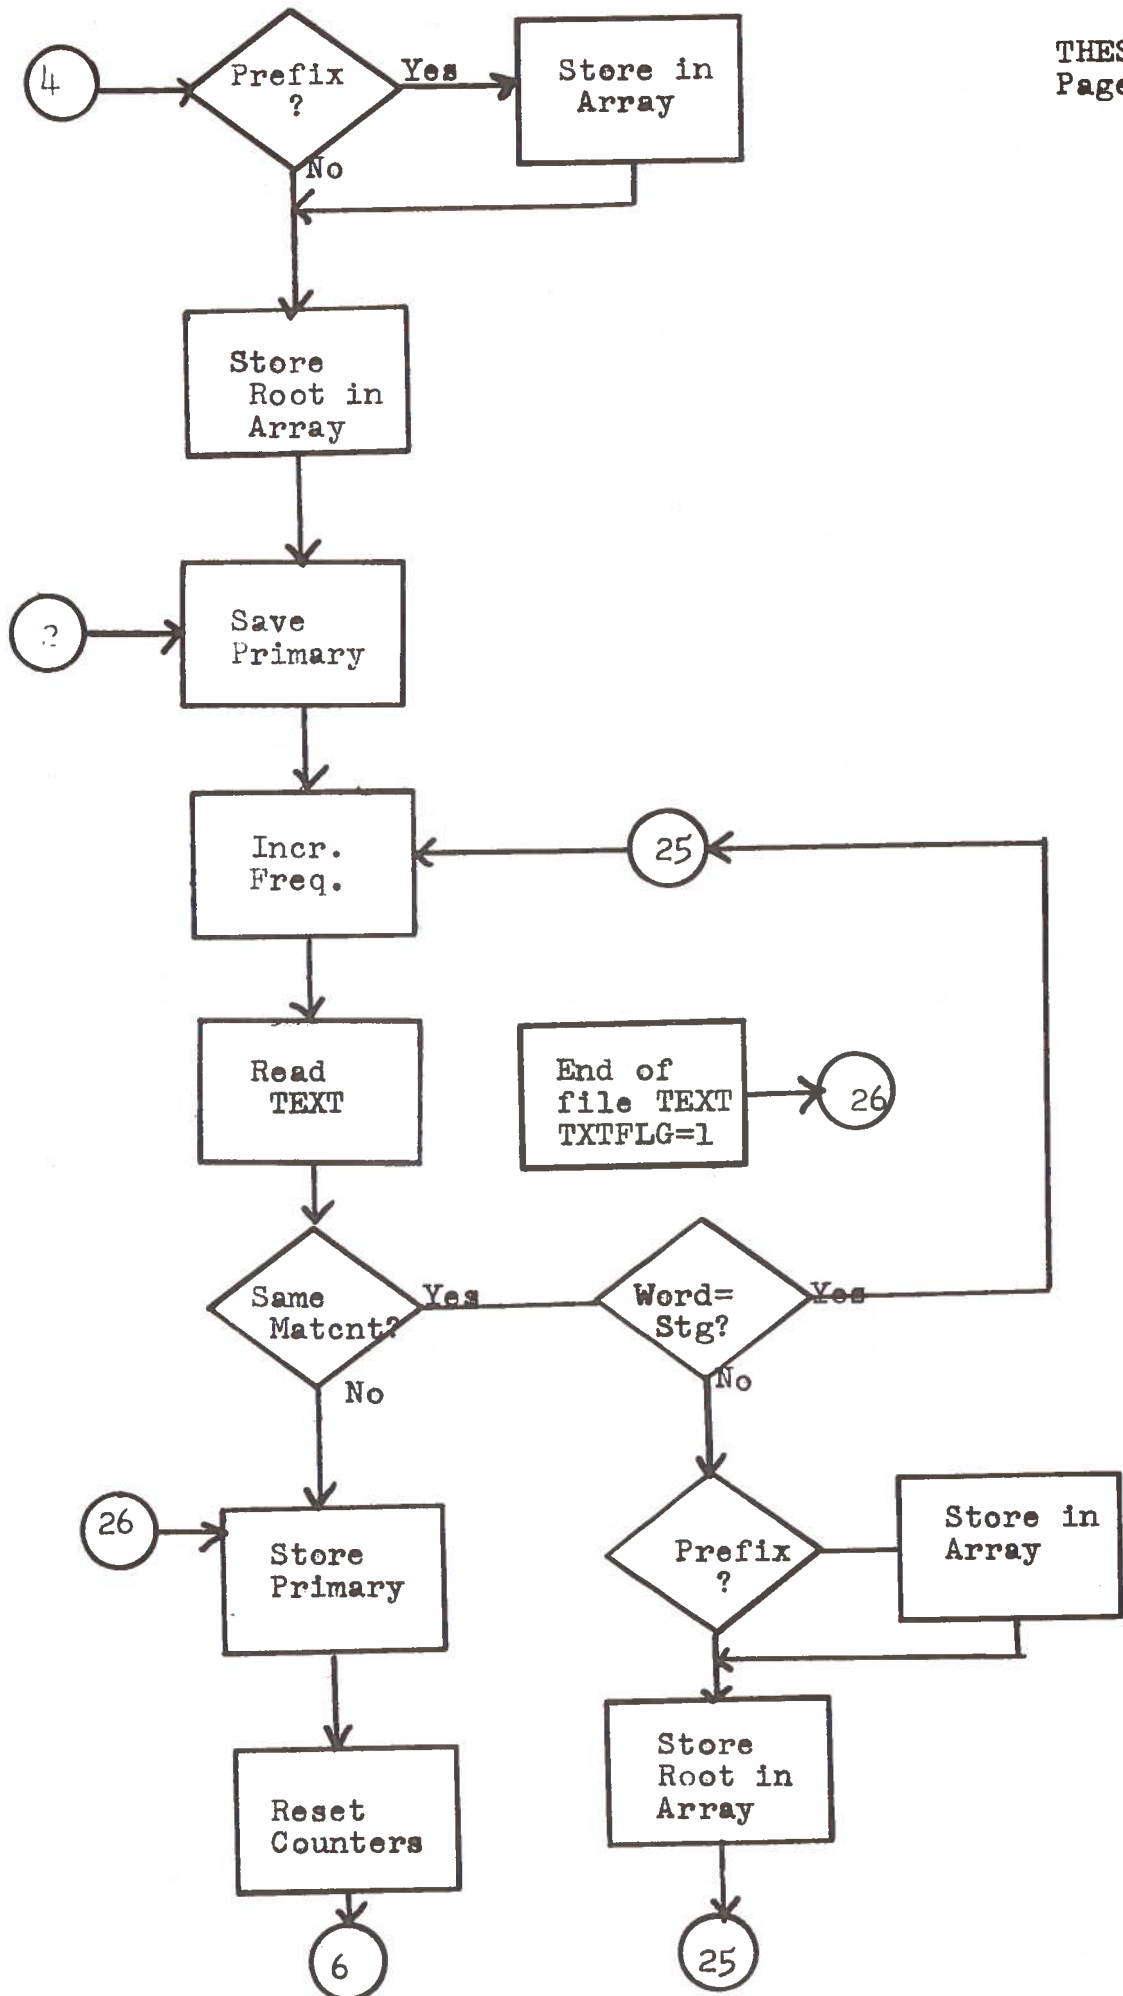 THES
Page
4
Prefix
?
Yes
Store in
Array
No
Store
Root in
Array
2
Save
Primary
Incr.
Freq.
25
Read
TEXT
End of
file TEXT
TXTFLG=1
26
Same
Matcnt?
Yes
Word=
Stg?
Yes
No
No
26
Store
Primary
Prefix
?
Store in
Array
Store
Root in
Array
Reset
Counters
6
25